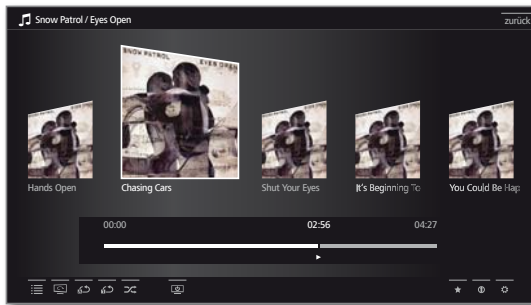 Snow Patrol / Eyes Open
zurück
SNOW PATROL EYES OPEN
Hands Open
Chasing Cars
Shut Your Eyes
It's Beginning To
You Could Be Hap
00:00
02:56
04:27